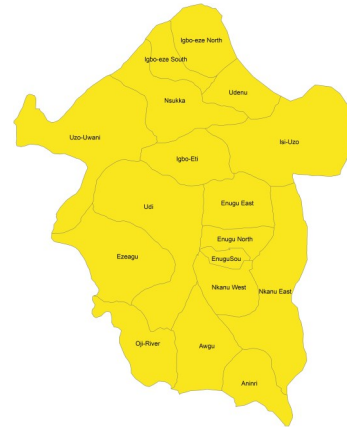 Igbo-eze North
Igbo-eze South
Udenu
Nsukka
Uzo-Uwani
Isi-Uzo
Igbo-Eti
Udi
Enugu East
Enugu North
Ezeagu
EnuguSou
Nkanu West
Nkanu East
Oji-River
Awgu
Aninri